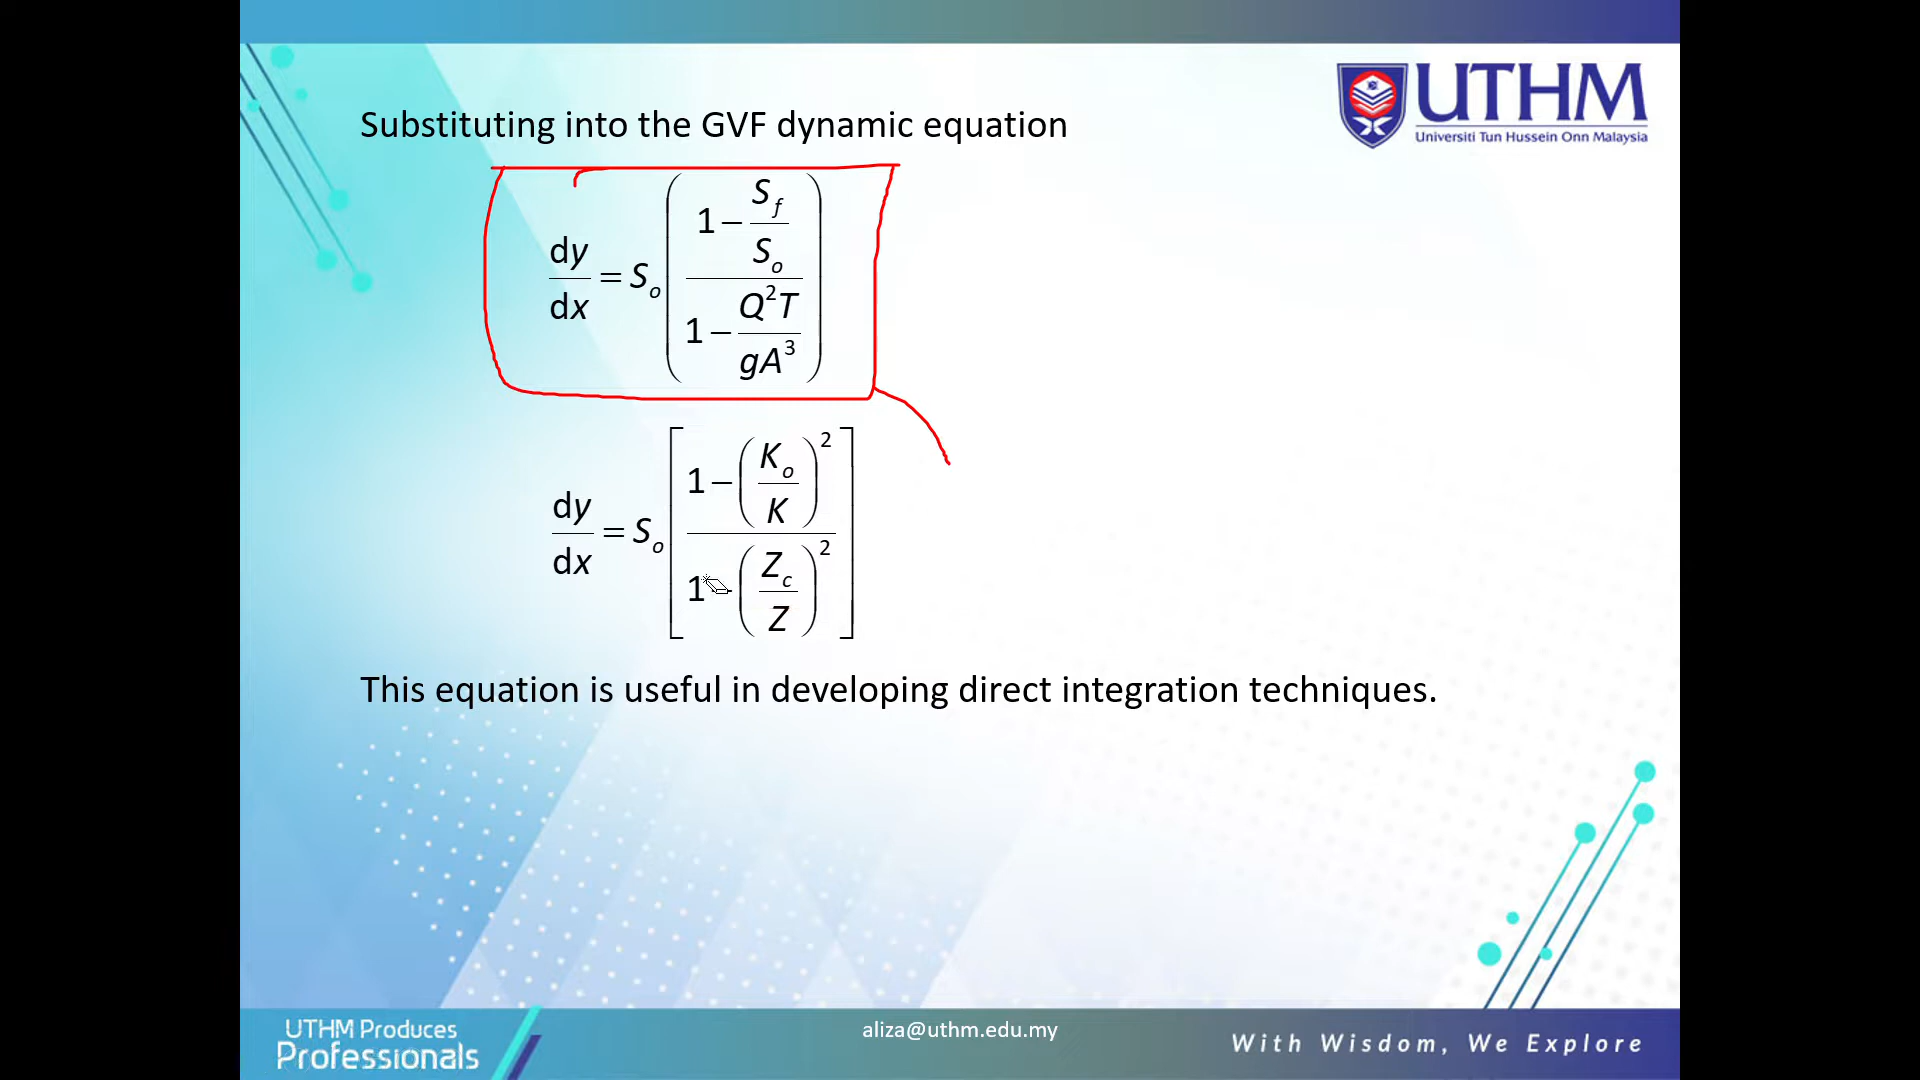 UTHM
Universiti Tun Hussein Onn Malaysia
Substituting into the GVF dynamic equation
dy/dx = S_o ( (1 − S_f/S_o) / (1 − Q²T/gA³) )
dy/dx = S_o [ (1 − (K_o/K)²) / (1 − (Z_c/Z)²) ]
This equation is useful in developing direct integration techniques.
UTHM Produces
Professionals
aliza@uthm.edu.my
With Wisdom, We Explore